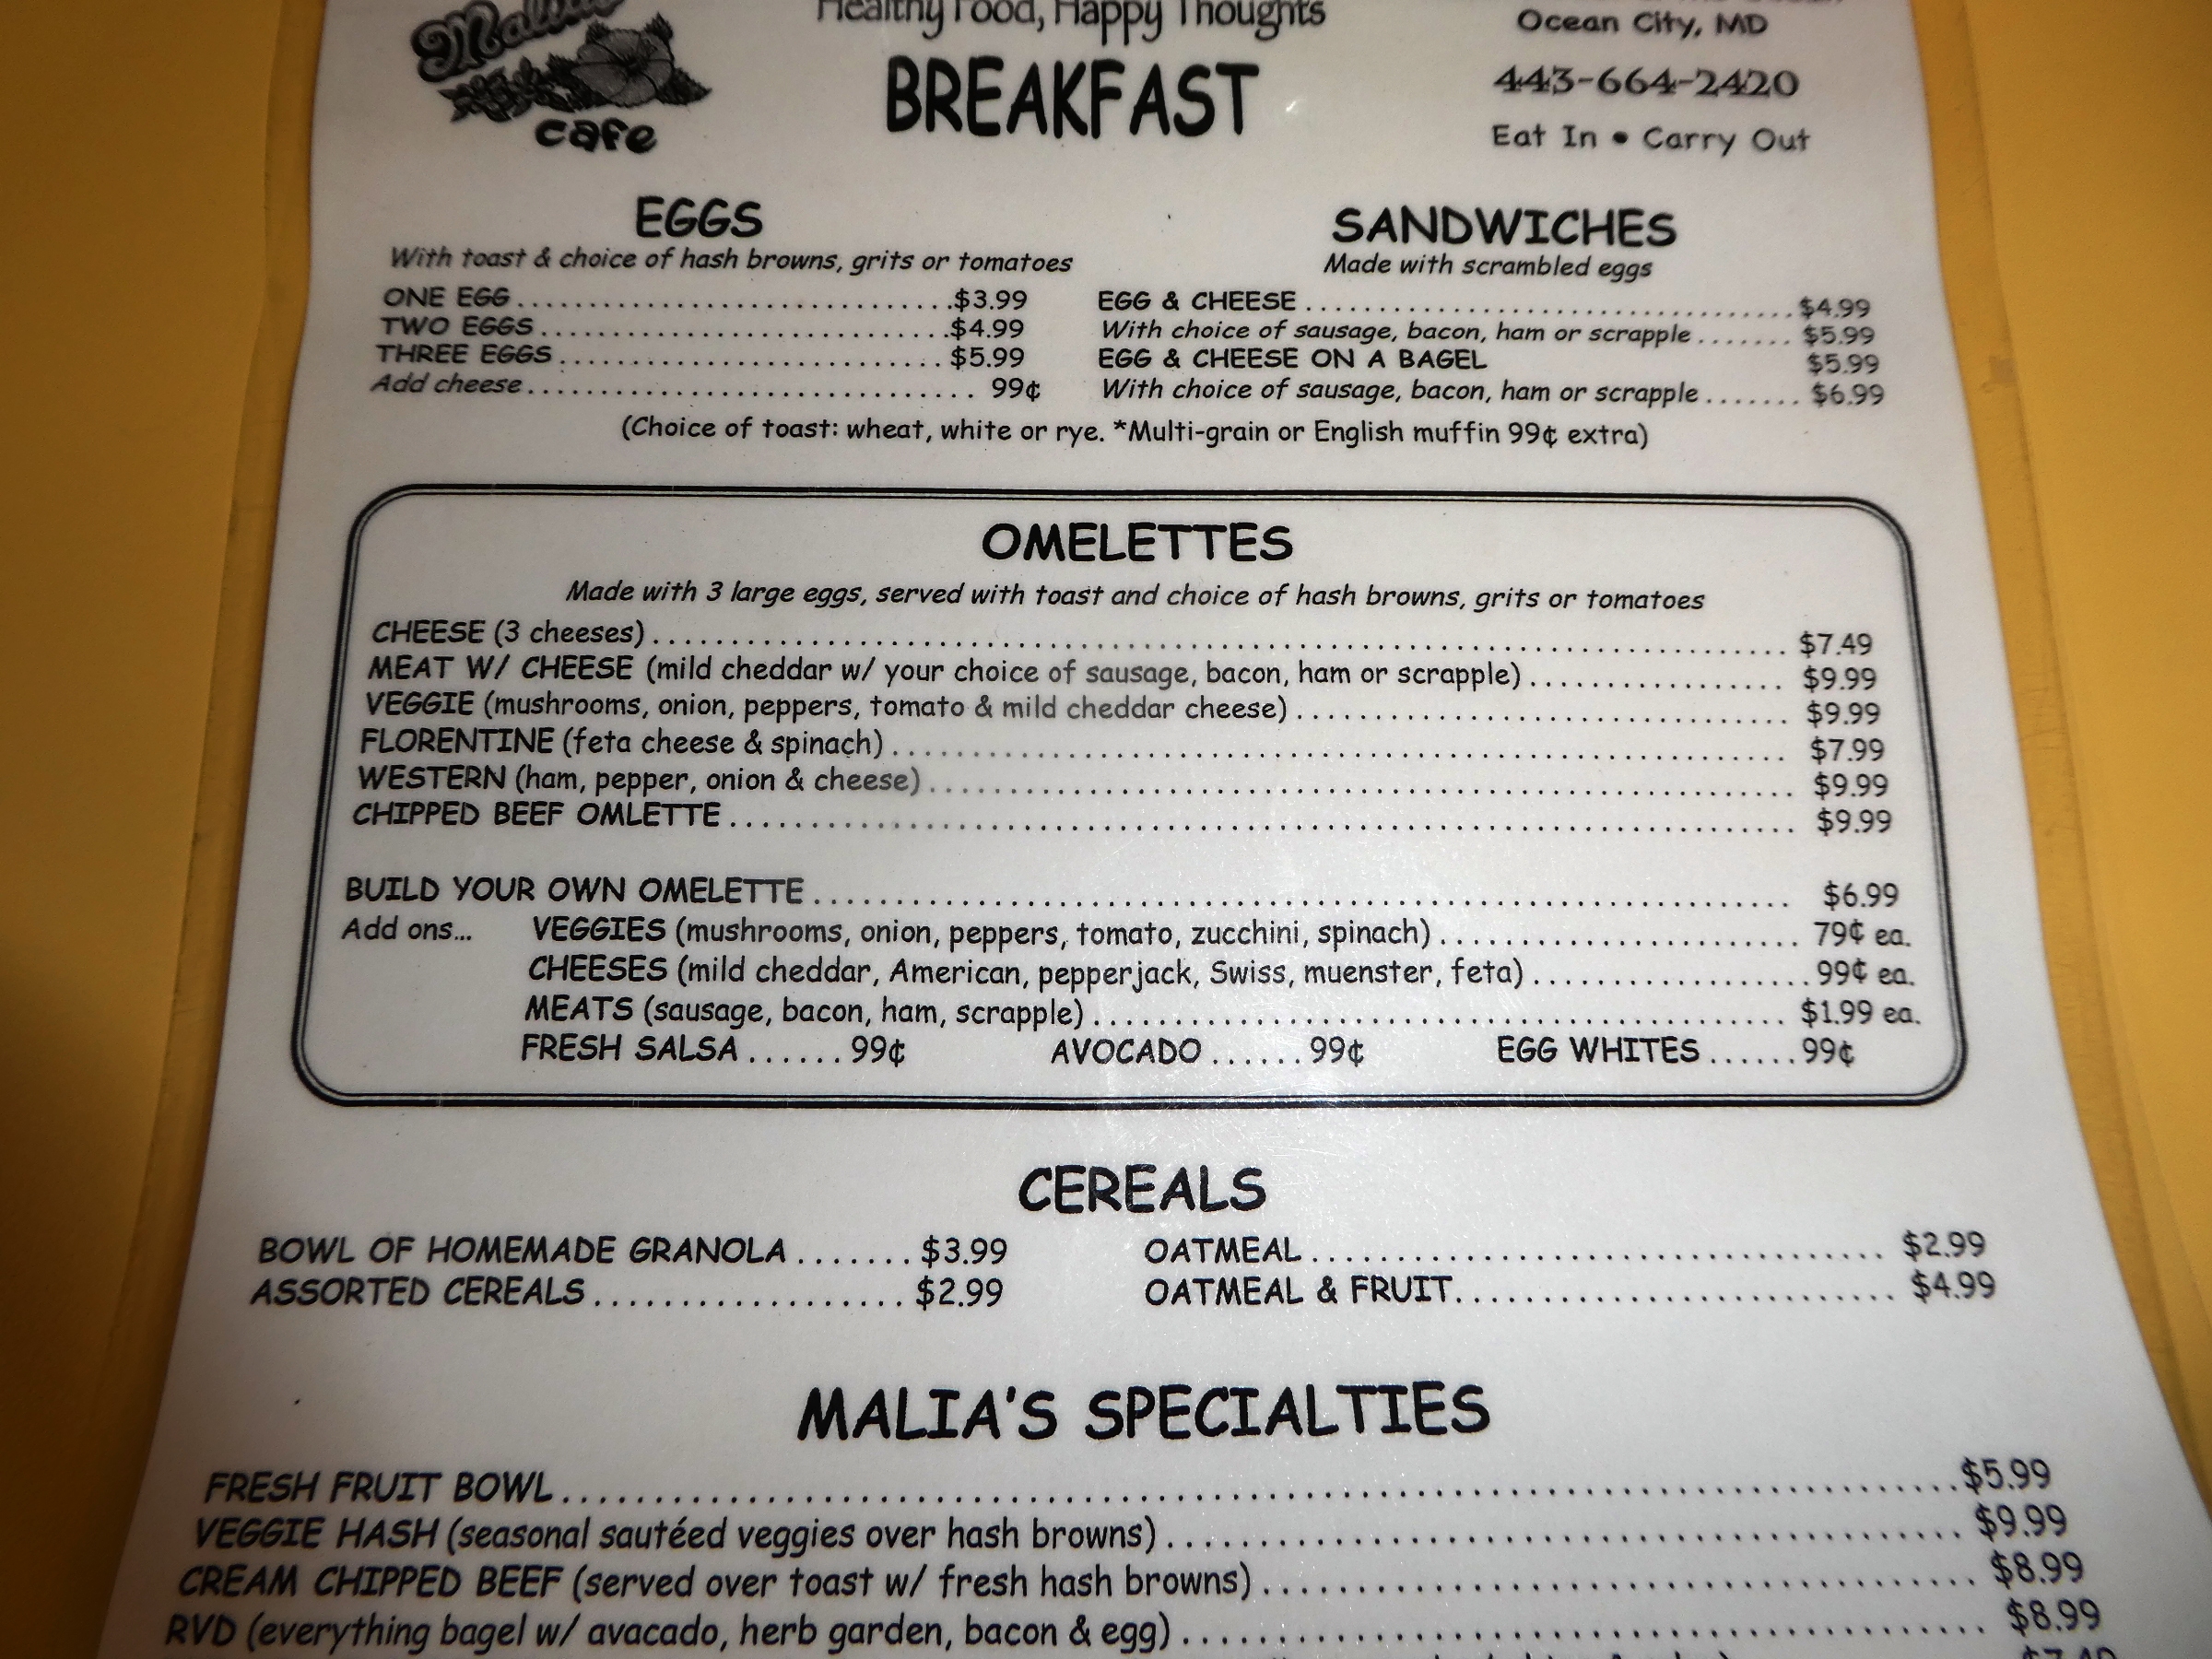 Malia's
cafe
Healthy Food, Happy Thoughts
BREAKFAST
Ocean City, MD
443-664-2420
Eat In • Carry Out
EGGS
With toast & choice of hash browns, grits or tomatoes
ONE EGG................................$3.99
TWO EGGS..............................$4.99
THREE EGGS............................$5.99
Add cheese............................. 99¢
SANDWICHES
Made with scrambled eggs
EGG & CHEESE....................................$4.99
With choice of sausage, bacon, ham or scrapple....... $5.99
EGG & CHEESE ON A BAGEL $5.99
With choice of sausage, bacon, ham or scrapple....... $6.99
(Choice of toast: wheat, white or rye. *Multi-grain or English muffin 99¢ extra)
OMELETTES
Made with 3 large eggs, served with toast and choice of hash browns, grits or tomatoes
CHEESE (3 cheeses)........................................................................ $7.49
MEAT W/ CHEESE (mild cheddar w/ your choice of sausage, bacon, ham or scrapple)................. $9.99
VEGGIE (mushrooms, onion, peppers, tomato & mild cheddar cheese)................................ $9.99
FLORENTINE (feta cheese & spinach)......................................................... $7.99
WESTERN (ham, pepper, onion & cheese)....................................................... $9.99
CHIPPED BEEF OMLETTE.................................................................... $9.99
BUILD YOUR OWN OMELETTE............................................................... $6.99
Add ons... VEGGIES (mushrooms, onion, peppers, tomato, zucchini, spinach)....................... 79¢ ea.
CHEESES (mild cheddar, American, pepperjack, Swiss, muenster, feta)..................99¢ ea.
MEATS (sausage, bacon, ham, scrapple)............................................. $1.99 ea.
FRESH SALSA......99¢ AVOCADO......99¢ EGG WHITES......99¢
CEREALS
BOWL OF HOMEMADE GRANOLA.......$3.99
ASSORTED CEREALS..................$2.99
OATMEAL.................................... $2.99
OATMEAL & FRUIT........................... $4.99
MALIA'S SPECIALTIES
FRESH FRUIT BOWL...........................................................................$5.99
VEGGIE HASH (seasonal sautéed veggies over hash browns)........................................... $9.99
CREAM CHIPPED BEEF (served over toast w/ fresh hash browns)...................................... $8.99
RVD (everything bagel w/ avacado, herb garden, bacon & egg)......................................... $8.99